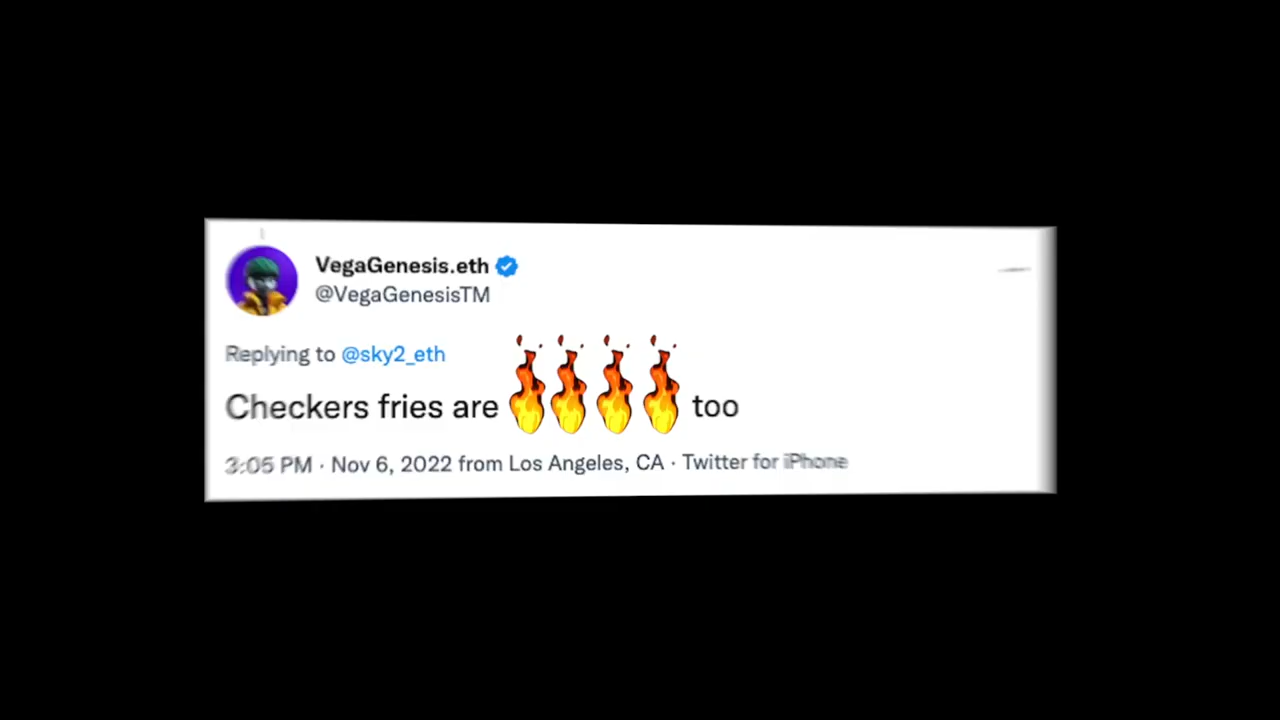 VegaGenesis.eth
@VegaGenesisTM
Replying to @sky2_eth
Checkers fries are 🔥🔥🔥🔥 too
3:05 PM · Nov 6, 2022 from Los Angeles, CA · Twitter for iPhone